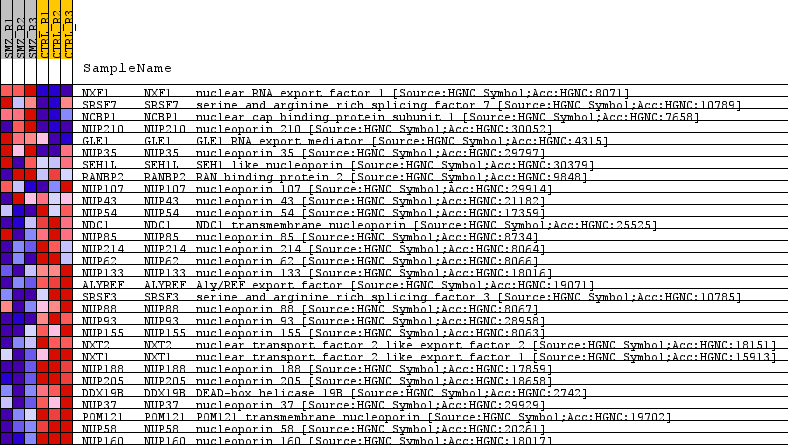 SMZ_R1 SMZ_R2 SMZ_R3 CTRL_R1 CTRL_R2 CTRL_R3
SampleName
NXF1 NXF1 nuclear RNA export factor 1 [Source:HGNC Symbol;Acc:HGNC:8071]
SRSF7 SRSF7 serine and arginine rich splicing factor 7 [Source:HGNC Symbol;Acc:HGNC:10789]
NCBP1 NCBP1 nuclear cap binding protein subunit 1 [Source:HGNC Symbol;Acc:HGNC:7658]
NUP210 NUP210 nucleoporin 210 [Source:HGNC Symbol;Acc:HGNC:30052]
GLE1 GLE1 GLE1 RNA export mediator [Source:HGNC Symbol;Acc:HGNC:4315]
NUP35 NUP35 nucleoporin 35 [Source:HGNC Symbol;Acc:HGNC:29797]
SEH1L SEH1L SEH1 like nucleoporin [Source:HGNC Symbol;Acc:HGNC:30379]
RANBP2 RANBP2 RAN binding protein 2 [Source:HGNC Symbol;Acc:HGNC:9848]
NUP107 NUP107 nucleoporin 107 [Source:HGNC Symbol;Acc:HGNC:29914]
NUP43 NUP43 nucleoporin 43 [Source:HGNC Symbol;Acc:HGNC:21182]
NUP54 NUP54 nucleoporin 54 [Source:HGNC Symbol;Acc:HGNC:17359]
NDC1 NDC1 NDC1 transmembrane nucleoporin [Source:HGNC Symbol;Acc:HGNC:25525]
NUP85 NUP85 nucleoporin 85 [Source:HGNC Symbol;Acc:HGNC:8734]
NUP214 NUP214 nucleoporin 214 [Source:HGNC Symbol;Acc:HGNC:8064]
NUP62 NUP62 nucleoporin 62 [Source:HGNC Symbol;Acc:HGNC:8066]
NUP133 NUP133 nucleoporin 133 [Source:HGNC Symbol;Acc:HGNC:18016]
ALYREF ALYREF Aly/REF export factor [Source:HGNC Symbol;Acc:HGNC:19071]
SRSF3 SRSF3 serine and arginine rich splicing factor 3 [Source:HGNC Symbol;Acc:HGNC:10785]
NUP88 NUP88 nucleoporin 88 [Source:HGNC Symbol;Acc:HGNC:8067]
NUP93 NUP93 nucleoporin 93 [Source:HGNC Symbol;Acc:HGNC:28958]
NUP155 NUP155 nucleoporin 155 [Source:HGNC Symbol;Acc:HGNC:8063]
NXT2 NXT2 nuclear transport factor 2 like export factor 2 [Source:HGNC Symbol;Acc:HGNC:18151]
NXT1 NXT1 nuclear transport factor 2 like export factor 1 [Source:HGNC Symbol;Acc:HGNC:15913]
NUP188 NUP188 nucleoporin 188 [Source:HGNC Symbol;Acc:HGNC:17859]
NUP205 NUP205 nucleoporin 205 [Source:HGNC Symbol;Acc:HGNC:18658]
DDX19B DDX19B DEAD-box helicase 19B [Source:HGNC Symbol;Acc:HGNC:2742]
NUP37 NUP37 nucleoporin 37 [Source:HGNC Symbol;Acc:HGNC:29929]
POM121 POM121 POM121 transmembrane nucleoporin [Source:HGNC Symbol;Acc:HGNC:19702]
NUP58 NUP58 nucleoporin 58 [Source:HGNC Symbol;Acc:HGNC:20261]
NUP160 NUP160 nucleoporin 160 [Source:HGNC Symbol;Acc:HGNC:18017]